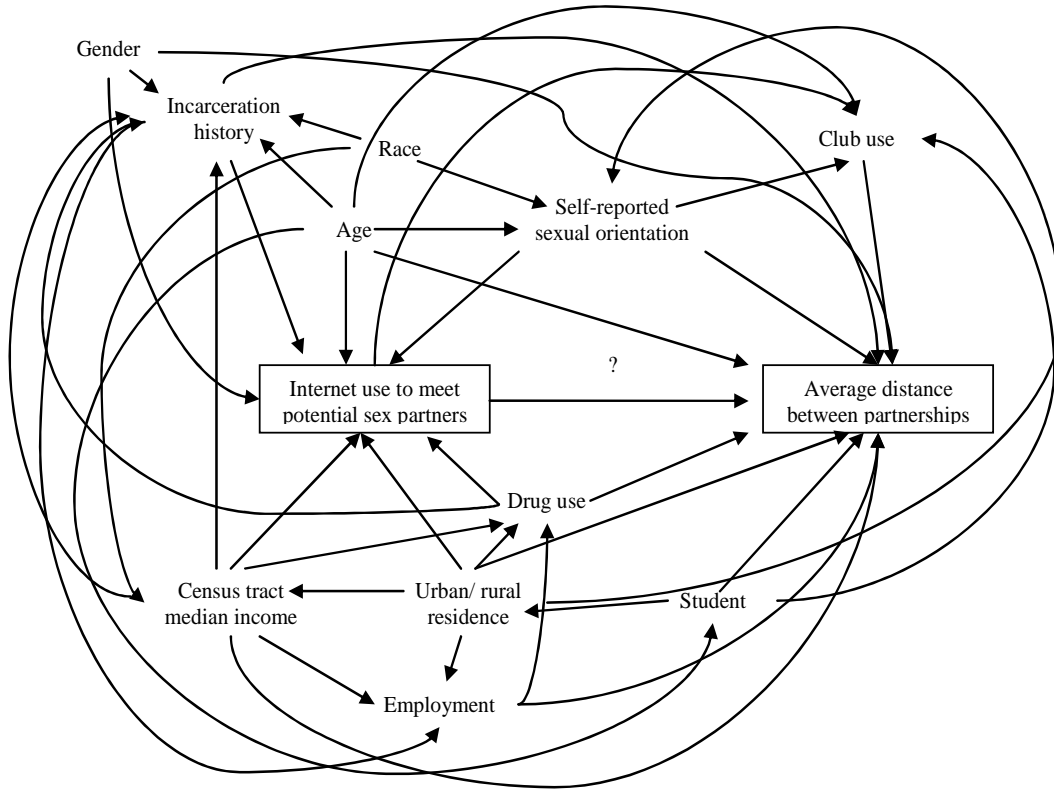 Gender
Incarceration
history
Race
Club use
Self-reported
sexual orientation
Age
?
Internet use to meet
potential sex partners
Average distance
between partnerships
Drug use
Census tract
median income
Urban/ rural
residence
Student
Employment